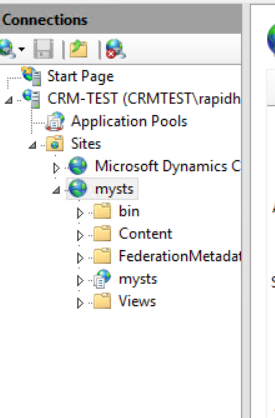 Connections
Start Page
CRM-TEST (CRMTEST\rapidh
Application Pools
Sites
Microsoft Dynamics C
mysts
bin
Content
FederationMetadat
mysts
Views